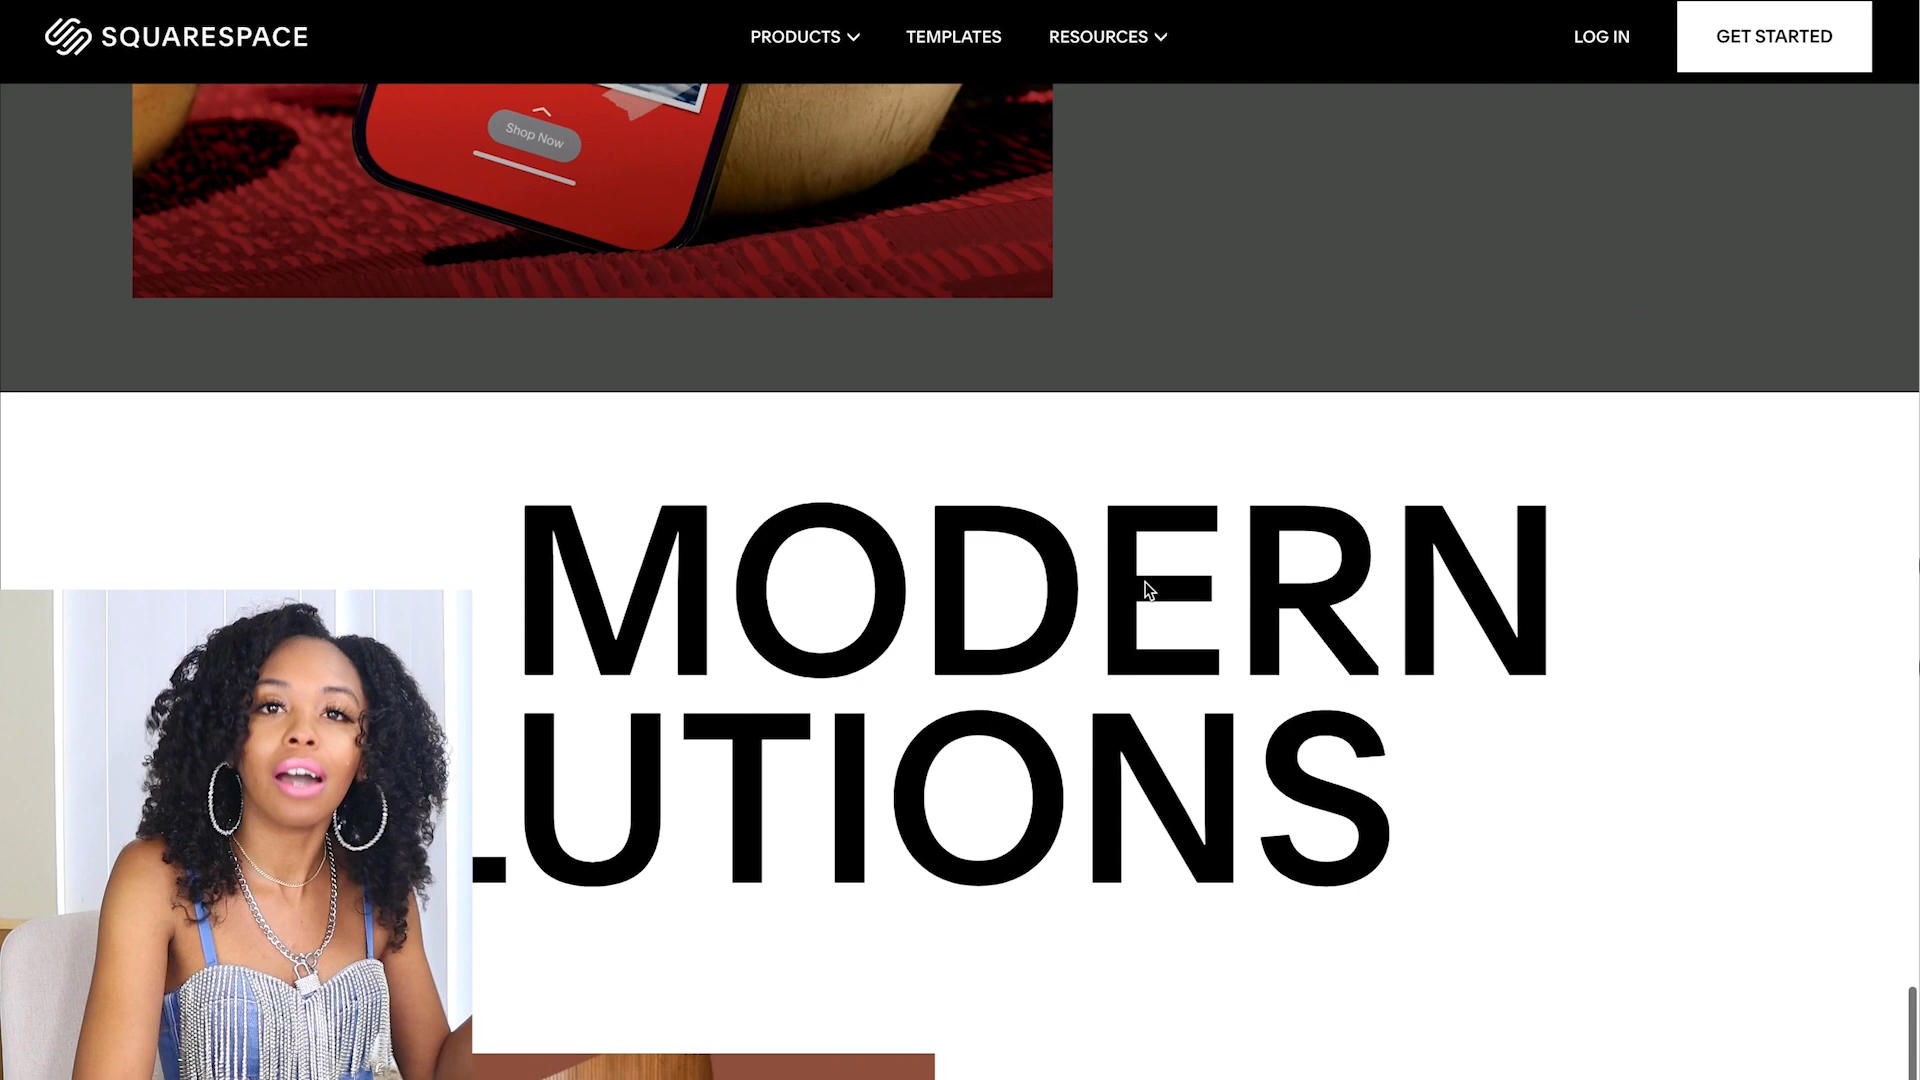 SQUARESPACE
PRODUCTS
TEMPLATES
RESOURCES
LOG IN
GET STARTED
Shop Now
MODERN
LUTIONS